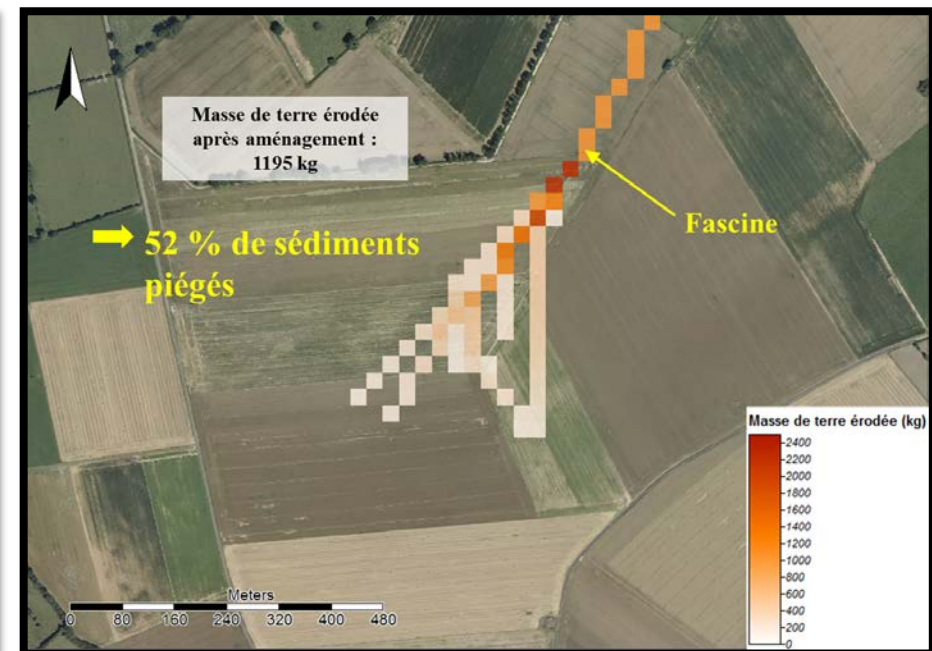 Masse de terre érodée
après aménagement :
1195 kg
52 % de sédiments
piégés
Fascine
Masse de terre érodée (kg)
2400
2200
2000
1800
1600
1400
1200
1000
800
600
400
200
0
Meters
0 80 160 240 320 400 480